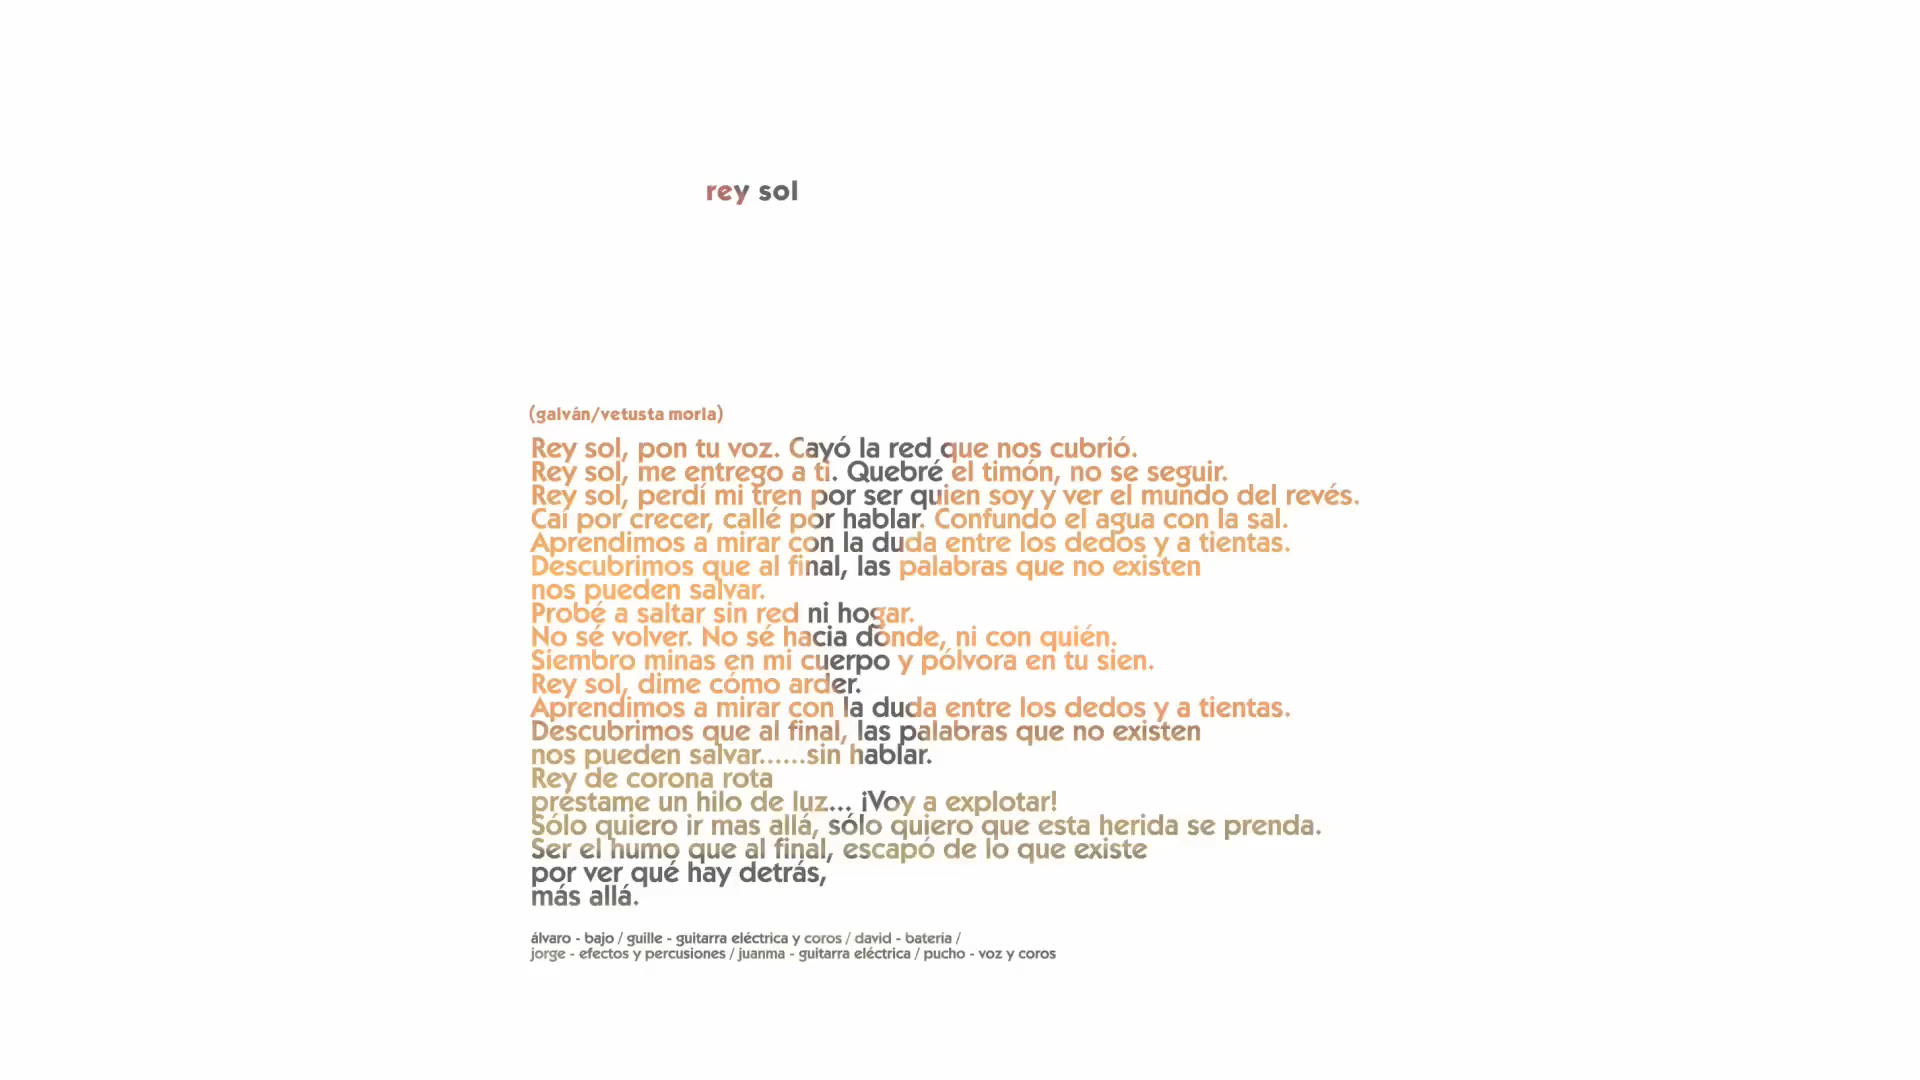 rey sol
(galván/vetusta morla)
Rey sol, pon tu voz. Cayó la red que nos cubrió.
Rey sol, me entrego a ti. Quebré el timón, no se seguir.
Rey sol, perdí mi tren por ser quien soy y ver el mundo del revés.
Caí por crecer, callé por hablar. Confundo el agua con la sal.
Aprendimos a mirar con la duda entre los dedos y a tientas.
Descubrimos que al final, las palabras que no existen
nos pueden salvar.
Probé a saltar sin red ni hogar.
No sé volver. No sé hacia dónde, ni con quién.
Siembro minas en mi cuerpo y pólvora en tu sien.
Rey sol, dime cómo arder.
Aprendimos a mirar con la duda entre los dedos y a tientas.
Descubrimos que al final, las palabras que no existen
nos pueden salvar......sin hablar.
Rey de corona rota
préstame un hilo de luz... ¡Voy a explotar!
Sólo quiero ir mas allá, sólo quiero que esta herida se prenda.
Ser el humo que al final, escapó de lo que existe
por ver qué hay detrás,
más allá.
álvaro - bajo / guille - guitarra eléctrica y coros / david - batería /
jorge - efectos y percusiones / juanma - guitarra eléctrica / pucho - voz y coros